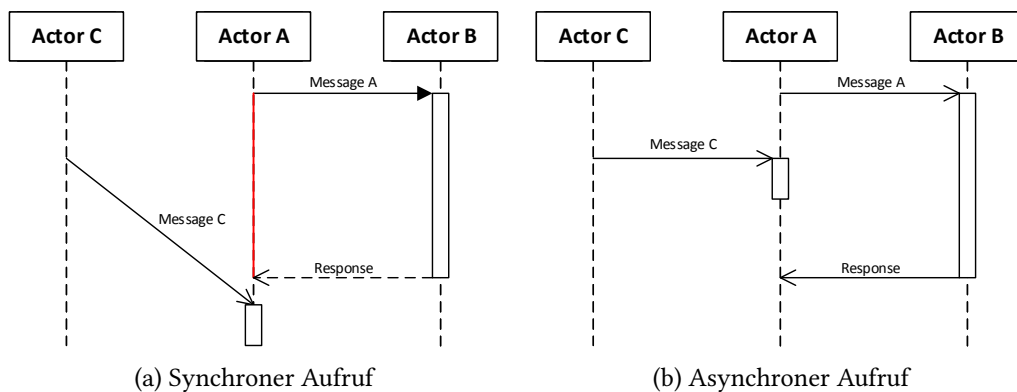 Actor C
Actor A
Actor B
Message A
Message C
Response
(a) Synchroner Aufruf
Actor C
Actor A
Actor B
Message A
Message C
Response
(b) Asynchroner Aufruf